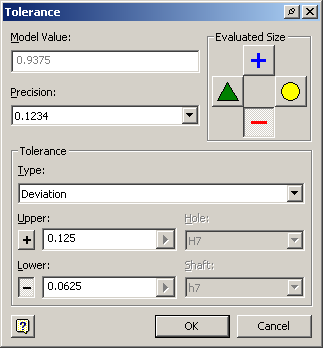 Tolerance
Model Value:
0.9375
Evaluated Size
Precision:
0.1234
Tolerance
Type:
Deviation
Upper:
Hole:
+ 0.125
H7
Lower:
Shaft:
- 0.0625
h7
? OK Cancel